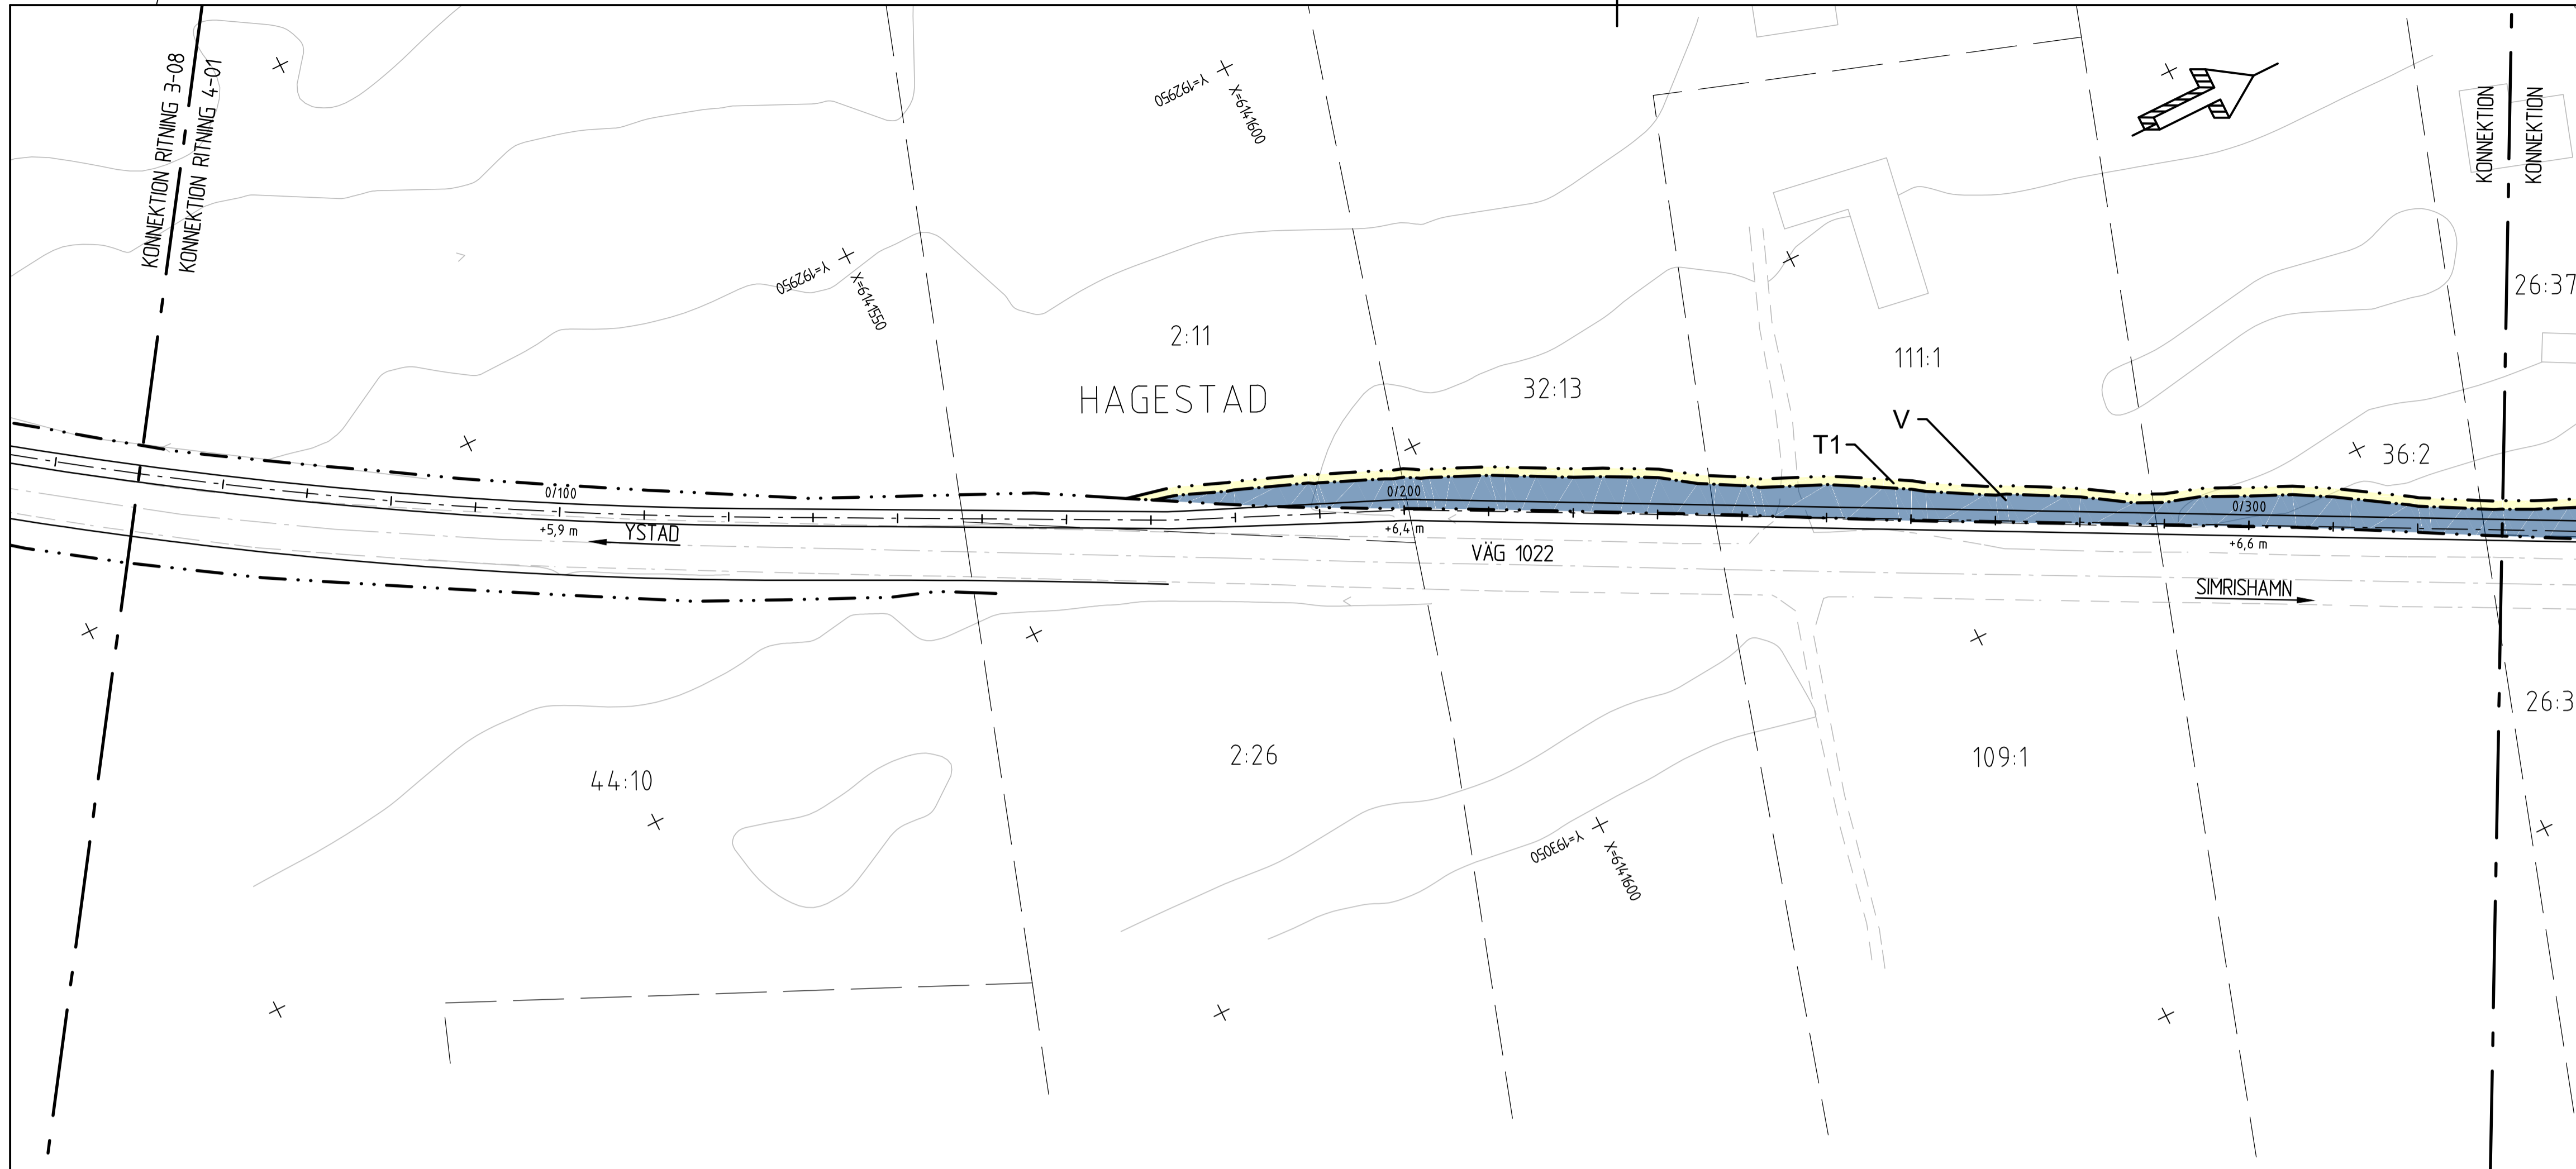 KONNEKTION RITNING 3-08
KONNEKTION RITNING 4-01
Y=192950
X=6141600
Y=192950
X=6141550
KONNEKTION
KONNEKTION
26:37
2:11
HAGESTAD
32:13
111:1
V
T1
36:2
0/100
+5,9 m
YSTAD
0/200
+6,4 m
VÄG 1022
0/300
+6,6 m
SIMRISHAMN
44:10
2:26
109:1
26:3
Y=193050
X=6141600